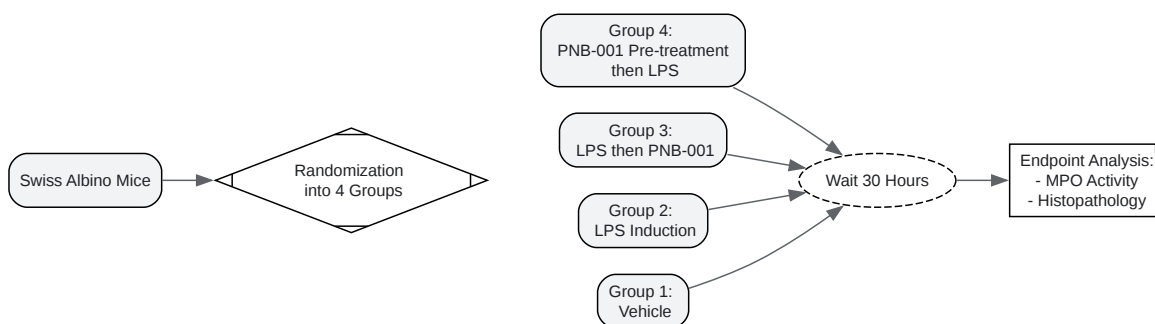 Swiss Albino Mice
Randomization
into 4 Groups
Group 4:
PNB-001 Pre-treatment
then LPS
Group 3:
LPS then PNB-001
Group 2:
LPS Induction
Group 1:
Vehicle
Wait 30 Hours
Endpoint Analysis:
- MPO Activity
- Histopathology